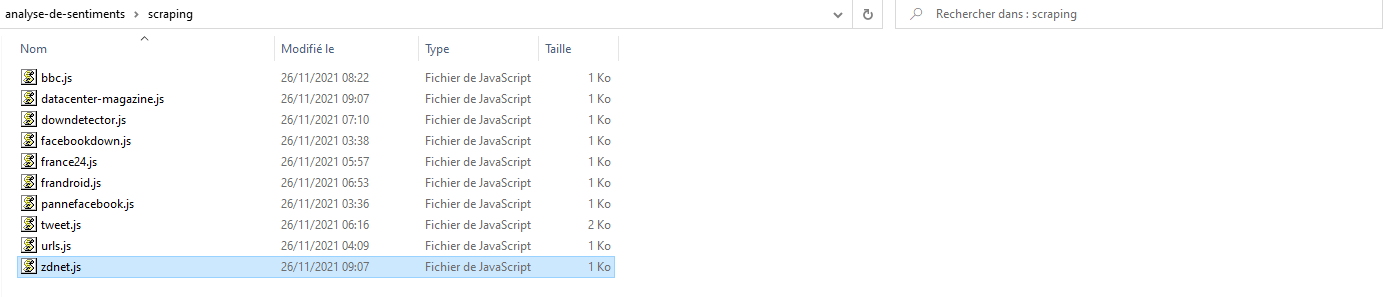 analyse-de-sentiments > scraping Rechercher dans : scraping
Nom Modifié le Type Taille
bbc.js 26/11/2021 08:22 Fichier de JavaScript 1 Ko
datacenter-magazine.js 26/11/2021 09:07 Fichier de JavaScript 1 Ko
downdetector.js 26/11/2021 07:10 Fichier de JavaScript 1 Ko
facebookdown.js 26/11/2021 03:38 Fichier de JavaScript 1 Ko
france24.js 26/11/2021 05:57 Fichier de JavaScript 1 Ko
frandroid.js 26/11/2021 06:53 Fichier de JavaScript 1 Ko
pannefacebook.js 26/11/2021 03:36 Fichier de JavaScript 1 Ko
tweet.js 26/11/2021 06:16 Fichier de JavaScript 2 Ko
urls.js 26/11/2021 04:09 Fichier de JavaScript 1 Ko
zdnet.js 26/11/2021 09:07 Fichier de JavaScript 1 Ko